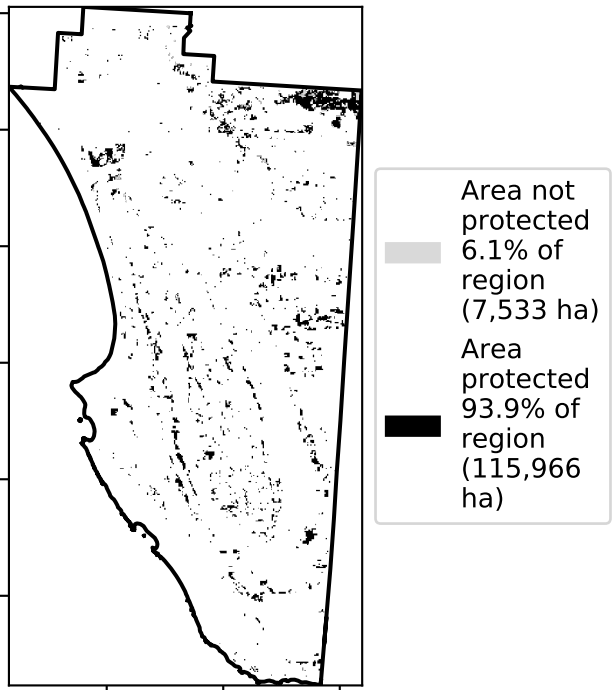 Area not
protected
6.1% of
region
(7,533 ha)
Area
protected
93.9% of
region
(115,966
ha)